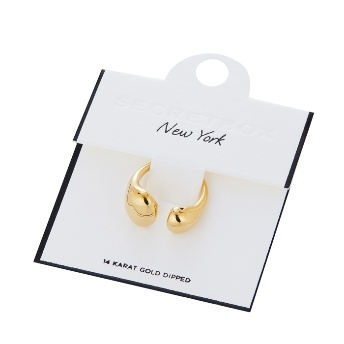 SECRET BOX
New York
14 KARAT GOLD DIPPED